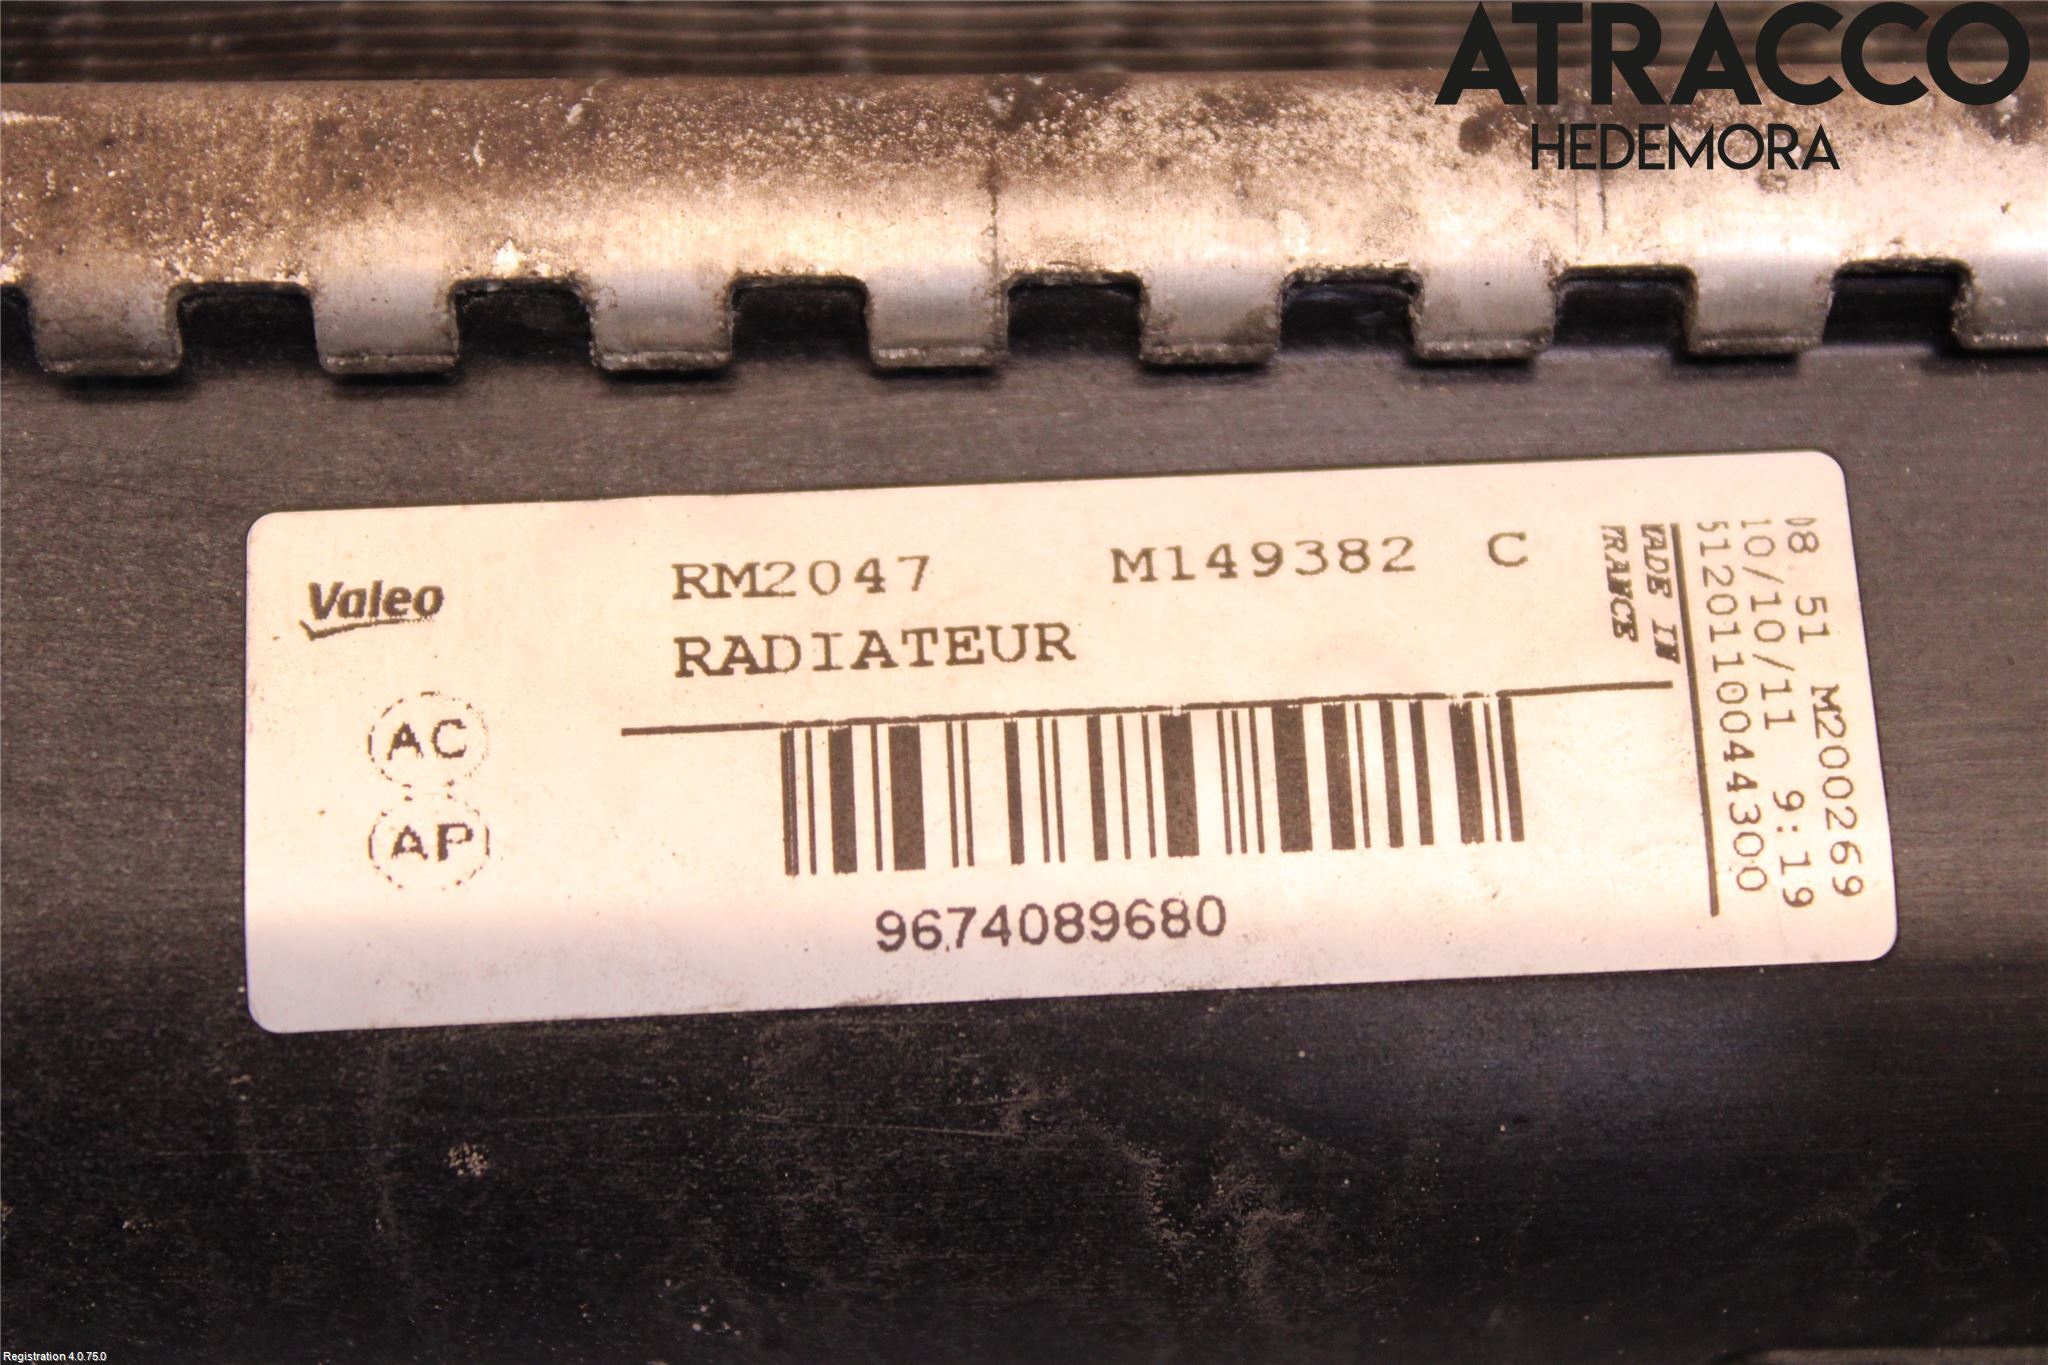 ATRACCO
HEDEMORA
Valeo
RM2047 M149382 C
RADIATEUR
AC
AP
9674089680
MADE IN
FRANCE
08 51 M2000269
10/10/11 9:19
5120110044300
Registration 4.0.75.0